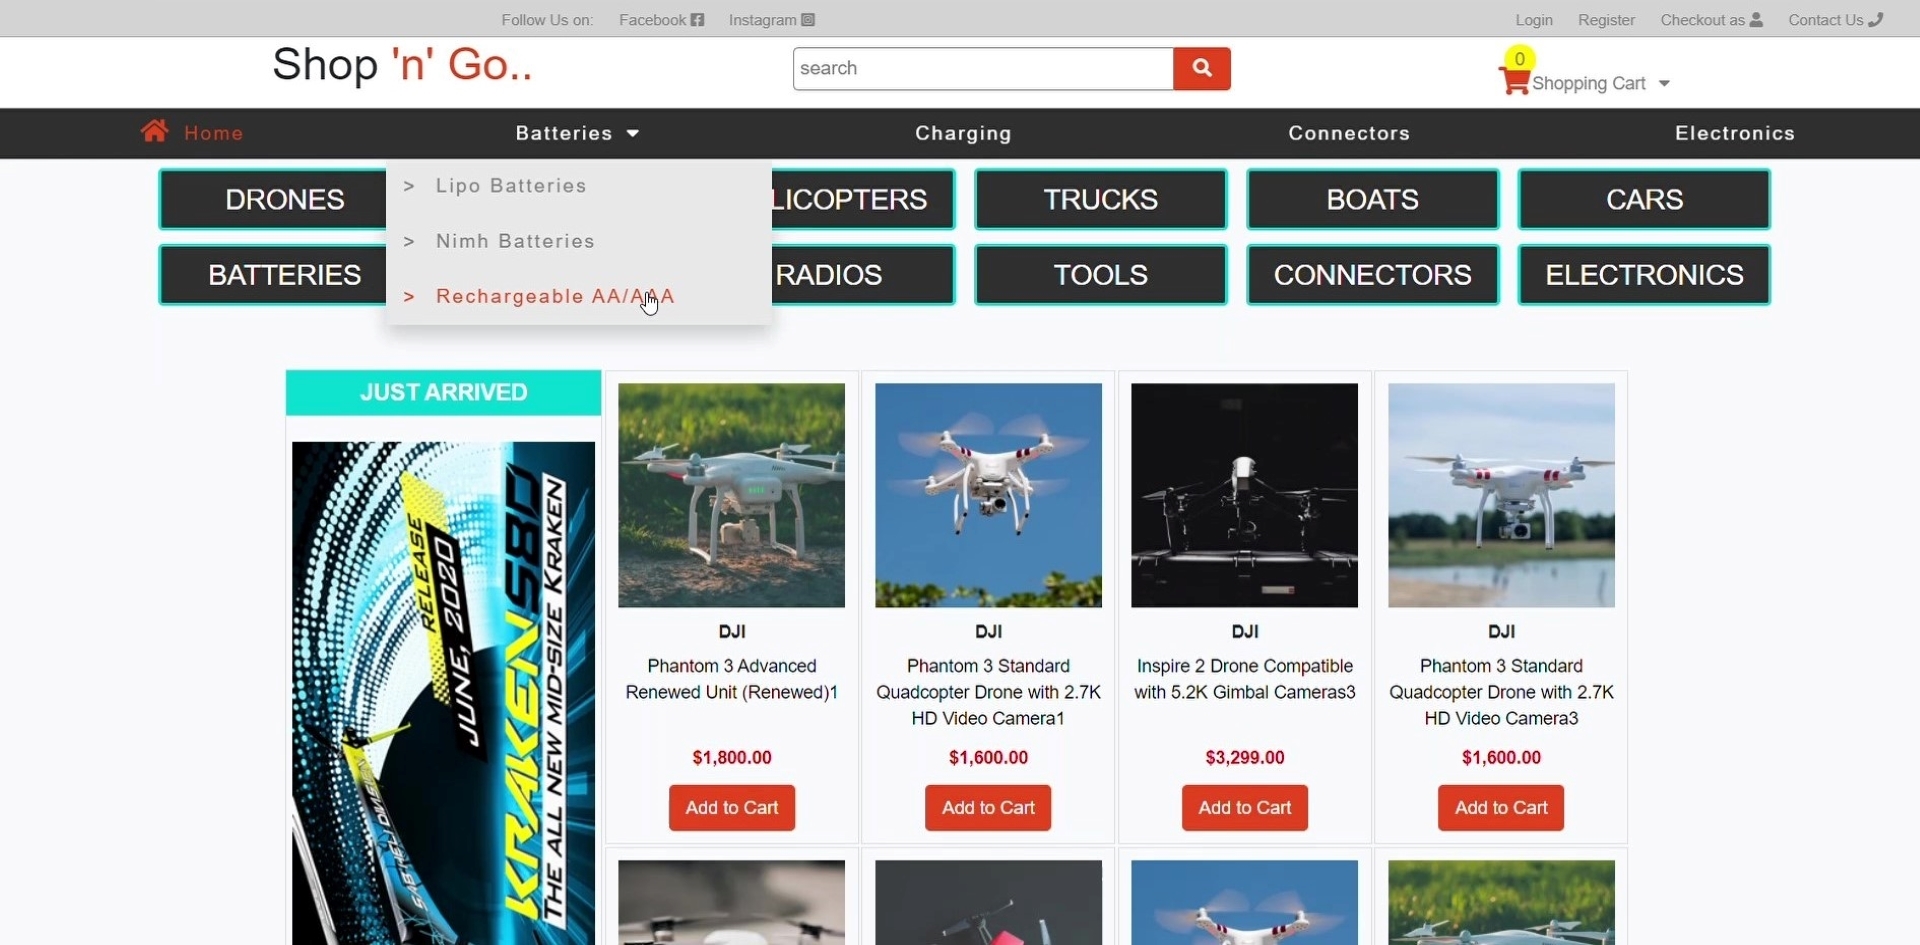 Follow Us on: Facebook Instagram Login Register Checkout as Contact Us
Shop 'n' Go..
search
0
Shopping Cart
Home Batteries Charging Connectors Electronics
> Lipo Batteries
> Nimh Batteries
> Rechargeable AA/AAA
DRONES LICOPTERS TRUCKS BOATS CARS
BATTERIES RADIOS TOOLS CONNECTORS ELECTRONICS
JUST ARRIVED
RELEASE
JUNE, 2020
KRAKEN S80
THE ALL NEW MID-SIZE KRAKEN
DJI
Phantom 3 Advanced
Renewed Unit (Renewed)1
$1,800.00
Add to Cart
DJI
Phantom 3 Standard
Quadcopter Drone with 2.7K
HD Video Camera1
$1,600.00
Add to Cart
DJI
Inspire 2 Drone Compatible
with 5.2K Gimbal Cameras3
$3,299.00
Add to Cart
DJI
Phantom 3 Standard
Quadcopter Drone with 2.7K
HD Video Camera3
$1,600.00
Add to Cart